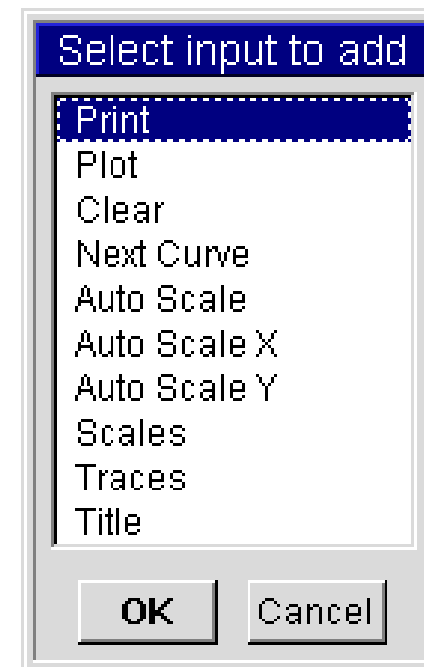 Select input to add
Print
Plot
Clear
Next Curve
Auto Scale
Auto Scale X
Auto Scale Y
Scales
Traces
Title
OK Cancel